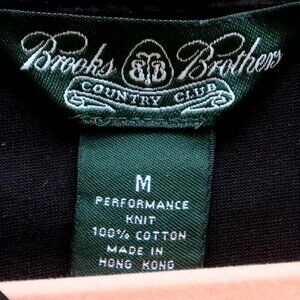 Brooks BB Brothers
COUNTRY CLUB
M
PERFORMANCE
KNIT
100% COTTON
MADE IN
HONG KONG